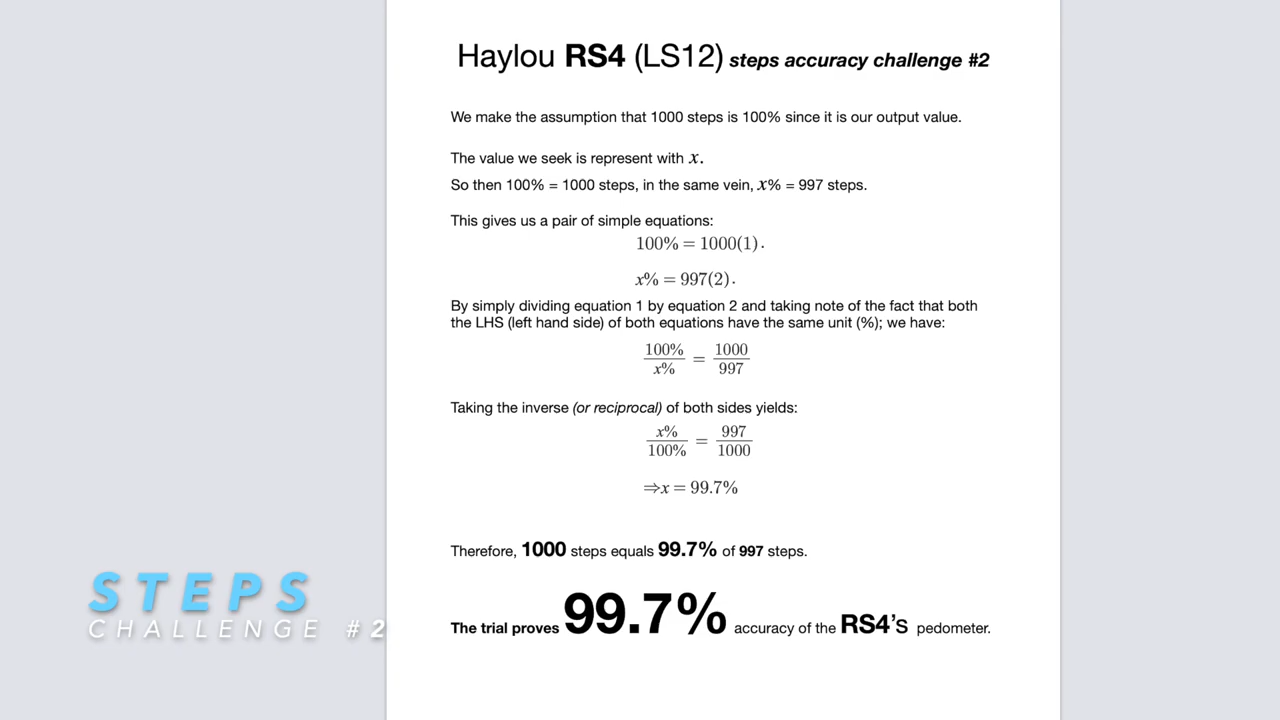 Haylou RS4 (LS12) steps accuracy challenge #2
We make the assumption that 1000 steps is 100% since it is our output value.
The value we seek is represent with x.
So then 100% = 1000 steps, in the same vein, x% = 997 steps.
This gives us a pair of simple equations:
100% = 1000(1).
x% = 997(2).
By simply dividing equation 1 by equation 2 and taking note of the fact that both
the LHS (left hand side) of both equations have the same unit (%); we have:
100%/x% = 1000/997
Taking the inverse (or reciprocal) of both sides yields:
x%/100% = 997/1000
⇒x = 99.7%
Therefore, 1000 steps equals 99.7% of 997 steps.
The trial proves 99.7% accuracy of the RS4's pedometer.
STEPS
CHALLENGE #2